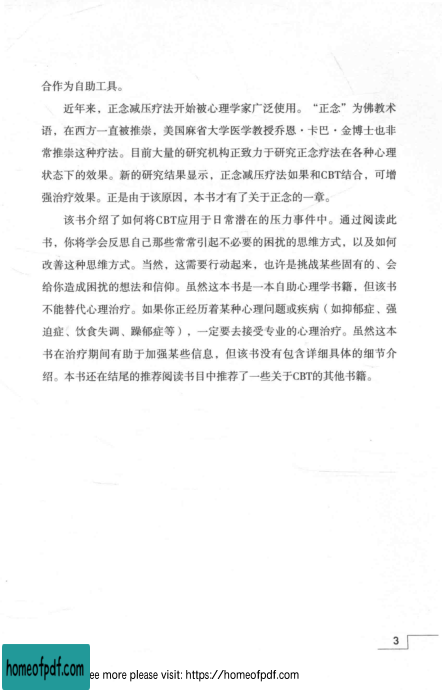 合作为自助工具。
近年来，正念减压疗法开始被心理学家广泛使用。“正念”为佛教术
语，在西方一直被推崇，美国麻省大学医学教授乔恩·卡巴·金博士也非
常推崇这种疗法。目前大量的研究机构正致力于研究正念疗法在各种心理
状态下的效果。新的研究结果显示，正念减压疗法如果和CBT结合，可增
强治疗效果。正是由于该原因，本书才有了关于正念的一章。
该书介绍了如何将CBT应用于日常潜在的压力事件中。通过阅读此
书，你将学会反思自己那些常常引起不必要的困扰的思维方式，以及如何
改善这种思维方式。当然，这需要行动起来，也许是挑战某些固有的、会
给你造成困扰的想法和信仰。虽然这本书是一本自助心理学书籍，但该书
不能替代心理治疗。如果你正经历着某种心理问题或疾病（如抑郁症、强
迫症、饮食失调、躁郁症等），一定要去接受专业的心理治疗。虽然这本
书在治疗期间有助于加强某些信息，但该书没有包含详细具体的细节介
绍。本书还在结尾的推荐阅读书目中推荐了一些关于CBT的其他书籍。
3
homeofpdf.com
ee more please visit: https://homeofpdf.com